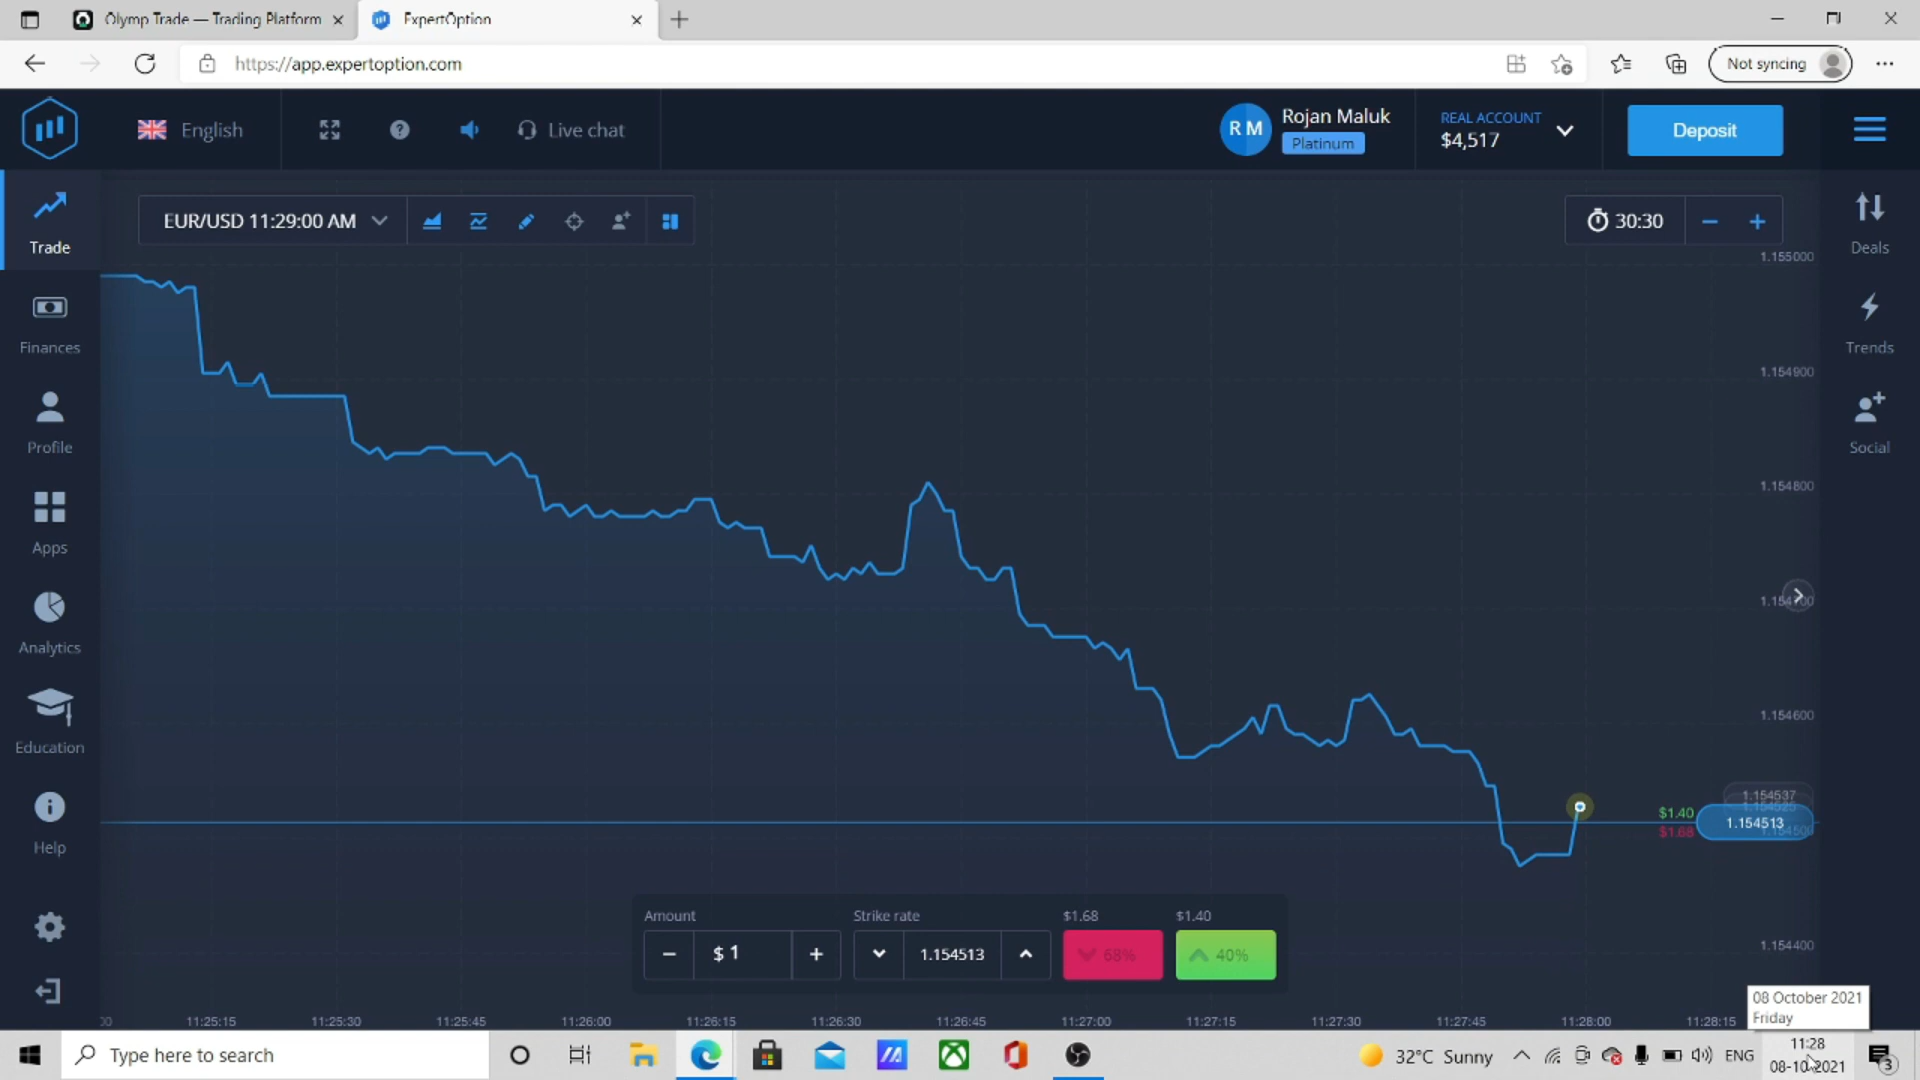 Olymp Trade — Trading Platform
ExpertOption
https://app.expertoption.com
Not syncing
English
Live chat
R M
Rojan Maluk
Platinum
REAL ACCOUNT
$4,517
Deposit
Trade
EUR/USD 11:29:00 AM
30:30
Deals
1.155000
Finances
Trends
1.154900
Profile
Social
1.154800
Apps
Analytics
1.154600
Education
1.154537
$1.40
1.154513
$1.68
Help
1.154400
Amount
Strike rate
$1.68
$1.40
$ 1
1.154513
68%
40%
08 October 2021
Friday
11:25:15
11:25:30
11:25:45
11:26:00
11:26:15
11:26:30
11:26:45
11:27:00
11:27:15
11:27:30
11:27:45
11:28:00
11:28:15
Type here to search
32°C Sunny
ENG
11:28
08-10-2021
3